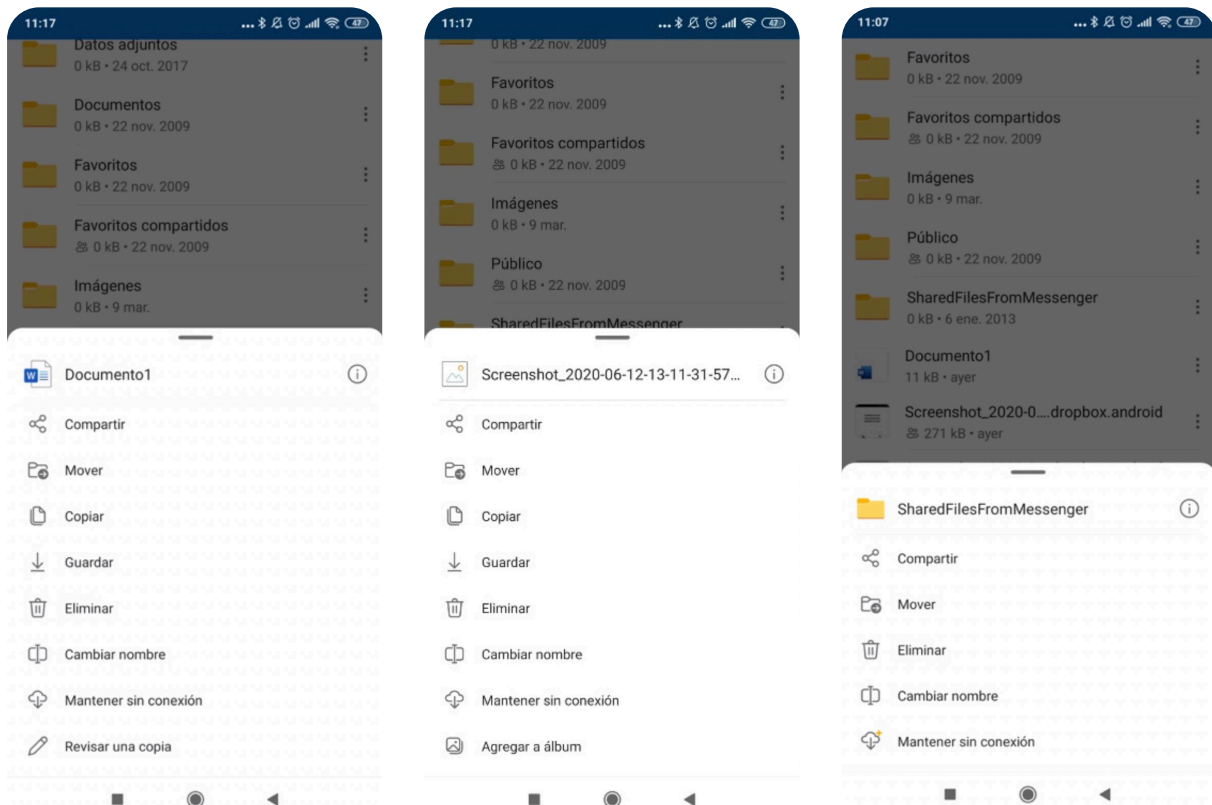 11:17
47
Datos adjuntos
0 kB • 24 oct. 2017
Documentos
0 kB • 22 nov. 2009
Favoritos
0 kB • 22 nov. 2009
Favoritos compartidos
0 kB • 22 nov. 2009
Imágenes
0 kB • 9 mar.
Documento1
Compartir
Mover
Copiar
Guardar
Eliminar
Cambiar nombre
Mantener sin conexión
Revisar una copia
11:17
47
0 kB • 22 nov. 2009
Favoritos
0 kB • 22 nov. 2009
Favoritos compartidos
0 kB • 22 nov. 2009
Imágenes
0 kB • 9 mar.
Público
0 kB • 22 nov. 2009
SharedFilesFromMessenger
Screenshot_2020-06-12-13-11-31-57...
Compartir
Mover
Copiar
Guardar
Eliminar
Cambiar nombre
Mantener sin conexión
Agregar a álbum
11:07
47
Favoritos
0 kB • 22 nov. 2009
Favoritos compartidos
0 kB • 22 nov. 2009
Imágenes
0 kB • 9 mar.
Público
0 kB • 22 nov. 2009
SharedFilesFromMessenger
0 kB • 6 ene. 2013
Documento1
11 kB • ayer
Screenshot_2020-0....dropbox.android
271 kB • ayer
SharedFilesFromMessenger
Compartir
Mover
Eliminar
Cambiar nombre
Mantener sin conexión